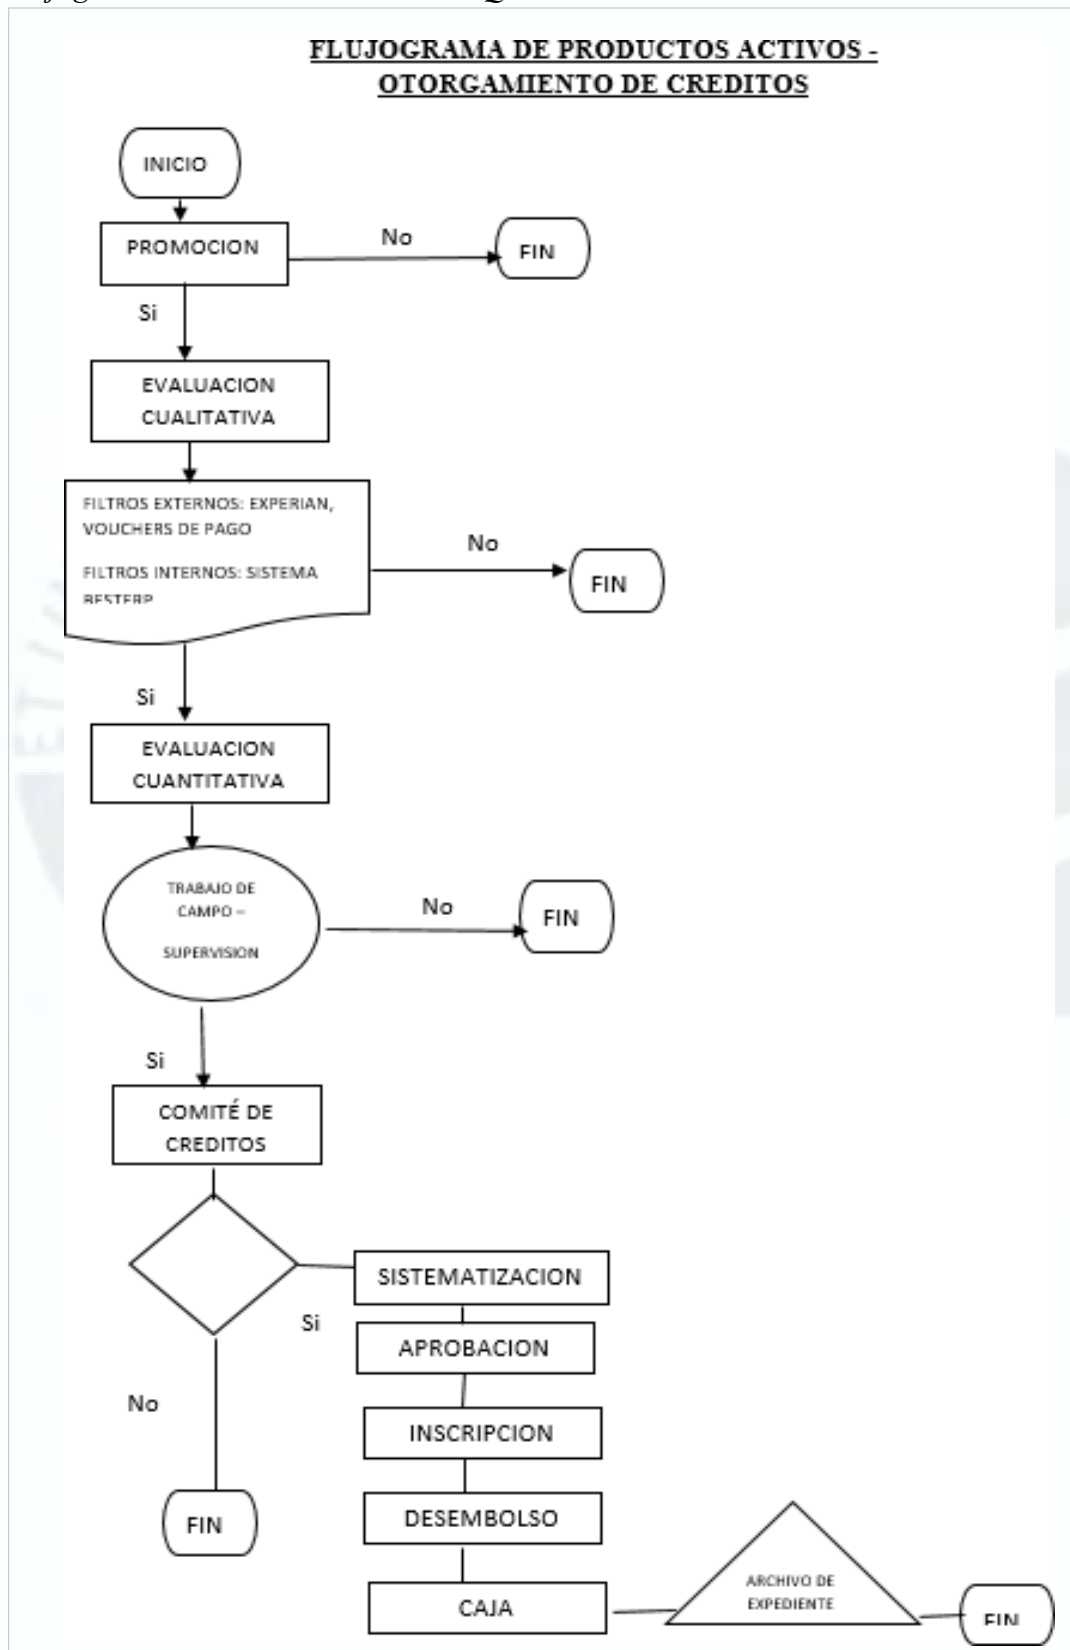 FLUJOGRAMA DE PRODUCTOS ACTIVOS -
OTORGAMIENTO DE CREDITOS
INICIO
PROMOCION
No
FIN
Si
EVALUACION
CUALITATIVA
FILTROS EXTERNOS: EXPERIAN,
VOUCHERS DE PAGO
FILTROS INTERNOS: SISTEMA
BESTERP
No
FIN
Si
EVALUACION
CUANTITATIVA
TRABAJO DE
CAMPO –
SUPERVISION
No
FIN
Si
COMITÉ DE
CREDITOS
SISTEMATIZACION
Si
APROBACION
No
INSCRIPCION
DESEMBOLSO
FIN
CAJA
ARCHIVO DE
EXPEDIENTE
FIN